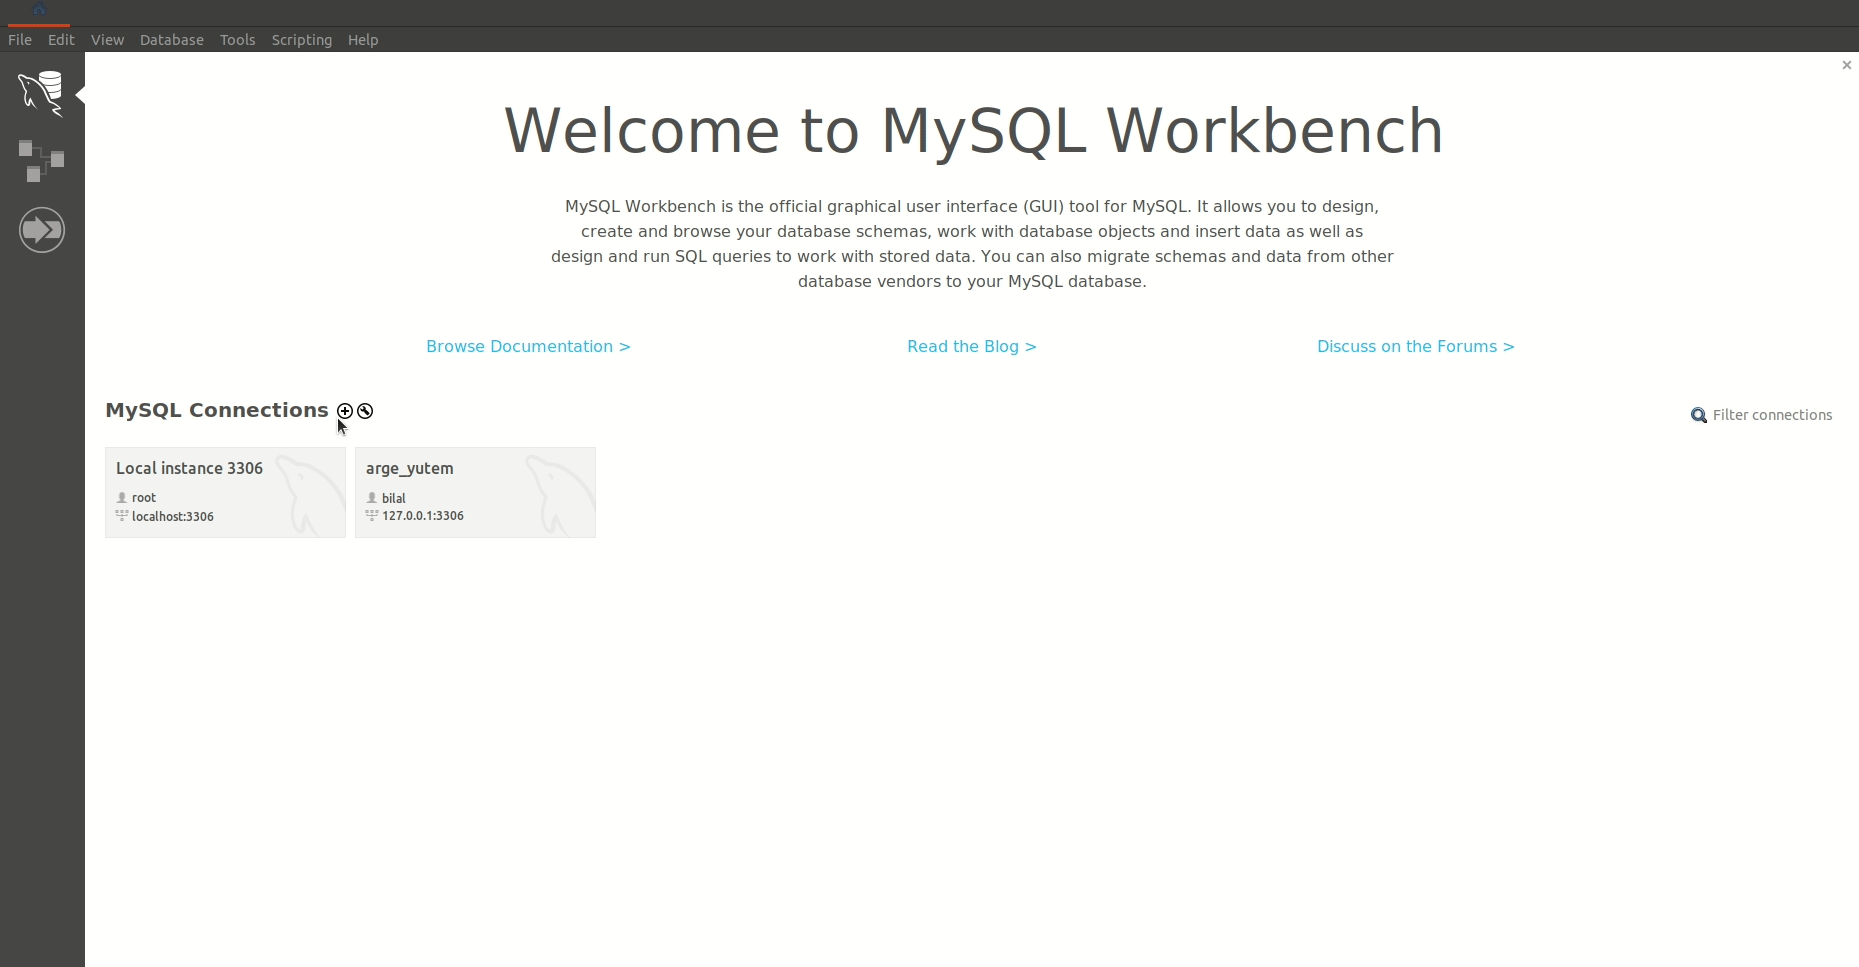 File Edit View Database Tools Scripting Help
Welcome to MySQL Workbench
MySQL Workbench is the official graphical user interface (GUI) tool for MySQL. It allows you to design,
create and browse your database schemas, work with database objects and insert data as well as
design and run SQL queries to work with stored data. You can also migrate schemas and data from other
database vendors to your MySQL database.
Browse Documentation > Read the Blog > Discuss on the Forums >
MySQL Connections
Filter connections
Local instance 3306
root
localhost:3306
arge_yutem
bilal
127.0.0.1:3306